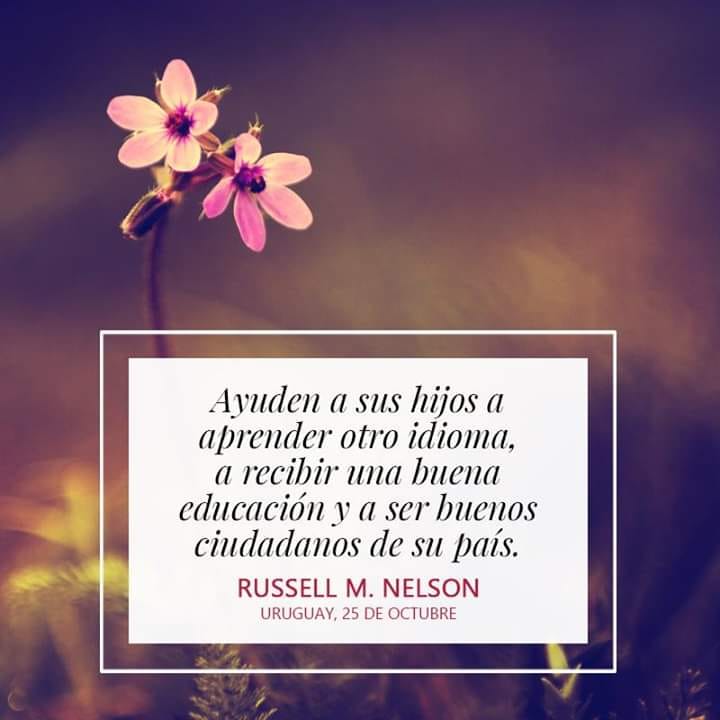 Ayuden a sus hijos a
aprender otro idioma,
a recibir una buena
educación y a ser buenos
ciudadanos de su país.
RUSSELL M. NELSON
URUGUAY, 25 DE OCTUBRE